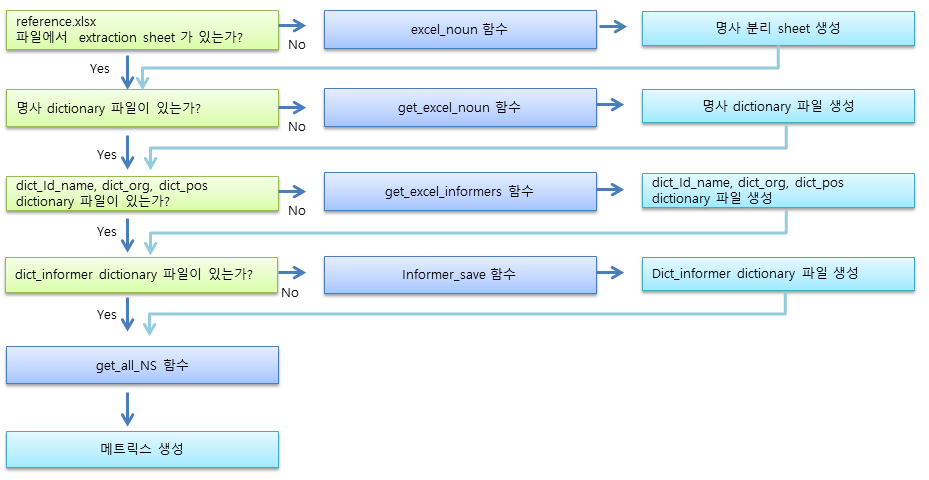 reference.xlsx
파일에서 extraction sheet 가 있는가?
No
excel_noun 함수
명사 분리 sheet 생성
Yes
명사 dictionary 파일이 있는가?
No
get_excel_noun 함수
명사 dictionary 파일 생성
Yes
dict_Id_name, dict_org, dict_pos
dictionary 파일이 있는가?
No
get_excel_informers 함수
dict_Id_name, dict_org, dict_pos
dictionary 파일 생성
Yes
dict_informer dictionary 파일이 있는가?
No
Informer_save 함수
Dict_informer dictionary 파일 생성
Yes
get_all_NS 함수
메트릭스 생성